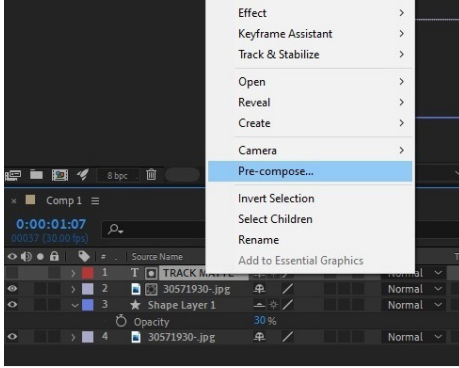 Effect
Keyframe Assistant
Track & Stabilize
Open
Reveal
Create
Camera
Pre-compose...
8 bpc
Invert Selection
Comp 1
Select Children
0:00:01:07
Rename
00037 (30.00 fps)
Add to Essential Graphics
# . Source Name T
1 T TRACK MATTE Normal
2 30571930-.jpg Normal
3 Shape Layer 1 Normal
Opacity 30 %
4 30571930-.jpg Normal